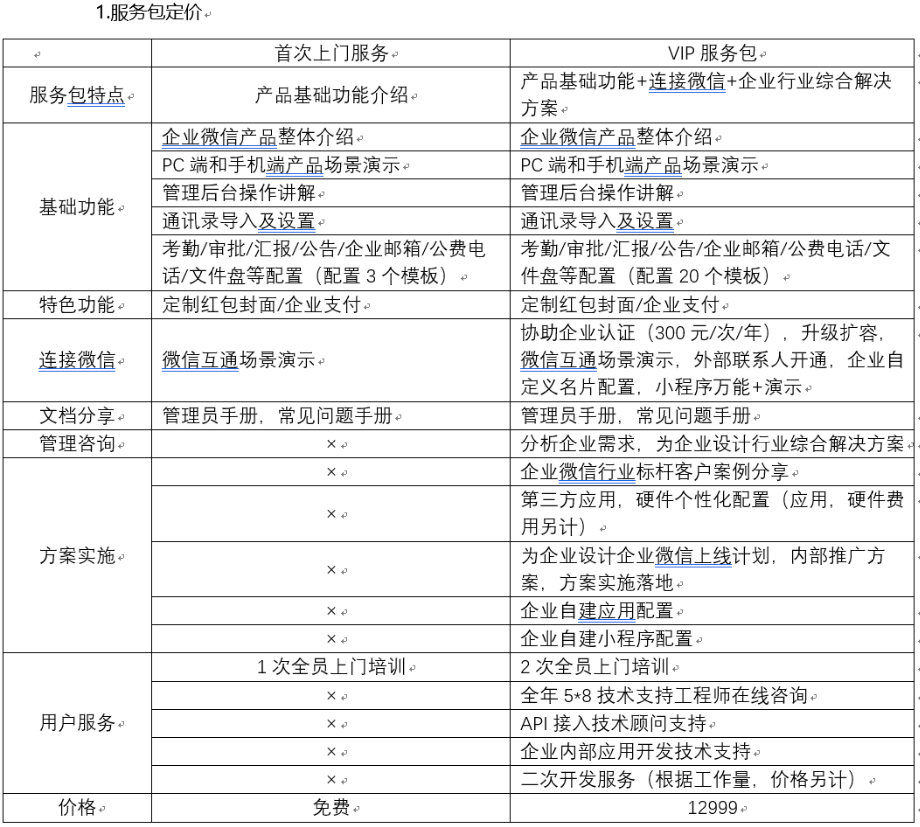 1.服务包定价
首次上门服务
VIP 服务包
服务包特点
产品基础功能介绍
产品基础功能+连接微信+企业行业综合解决
方案
基础功能
企业微信产品整体介绍
企业微信产品整体介绍
PC 端和手机端产品场景演示
PC 端和手机端产品场景演示
管理后台操作讲解
管理后台操作讲解
通讯录导入及设置
通讯录导入及设置
考勤/审批/汇报/公告/企业邮箱/公费电
话/文件盘等配置（配置 3 个模板）
考勤/审批/汇报/公告/企业邮箱/公费电话/文
件盘等配置（配置 20 个模板）
特色功能
定制红包封面/企业支付
定制红包封面/企业支付
连接微信
微信互通场景演示
协助企业认证（300 元/次/年），升级扩容，
微信互通场景演示，外部联系人开通，企业自
定义名片配置，小程序万能+演示
文档分享
管理员手册，常见问题手册
管理员手册，常见问题手册
管理咨询
×
分析企业需求，为企业设计行业综合解决方案
方案实施
×
企业微信行业标杆客户案例分享
×
第三方应用，硬件个性化配置（应用，硬件费
用另计）
×
为企业设计企业微信上线计划，内部推广方
案，方案实施落地
×
企业自建应用配置
×
企业自建小程序配置
用户服务
1 次全员上门培训
2 次全员上门培训
×
全年 5*8 技术支持工程师在线咨询
×
API 接入技术顾问支持
×
企业内部应用开发技术支持
×
二次开发服务（根据工作量，价格另计）
价格
免费
12999